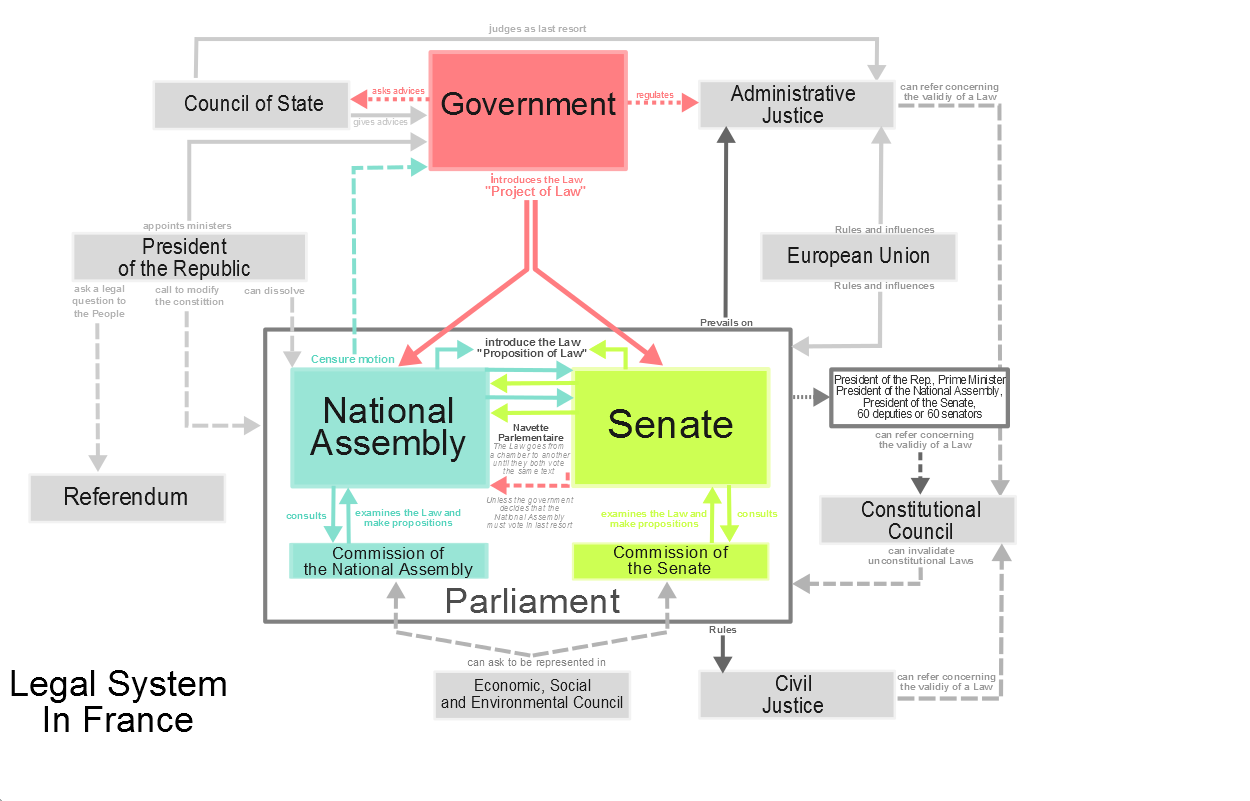 judges as last resort
Council of State
asks advices
gives advices
Government
regulates
Administrative
Justice
can refer concerning
the validiy of a Law
introduces the Law
"Project of Law"
appoints ministers
President
of the Republic
ask a legal
question to
the People
call to modify
the constittion
can dissolve
Rules and influences
European Union
Rules and influences
Prevails on
Censure motion
introduce the Law
"Proposition of Law"
National
Assembly
Senate
Navette
Parlementaire
The Law goes from
a chamber to another
until they both vote
the same text
Unless the government
decides that the
National Assembly
must vote in last resort
President of the Rep., Prime Minister
President of the National Assembly,
President of the Senate,
60 deputies or 60 senators
can refer concerning
the validiy of a Law
Referendum
consults
examines the Law and
make propositions
examines the Law and
make propositions
consults
Constitutional
Council
can invalidate
unconstitutional Laws
Commission of
the National Assembly
Commission of
the Senate
Parliament
Rules
can ask to be represented in
Economic, Social
and Environmental Council
Civil
Justice
can refer concerning
the validiy of a Law
Legal System
In France